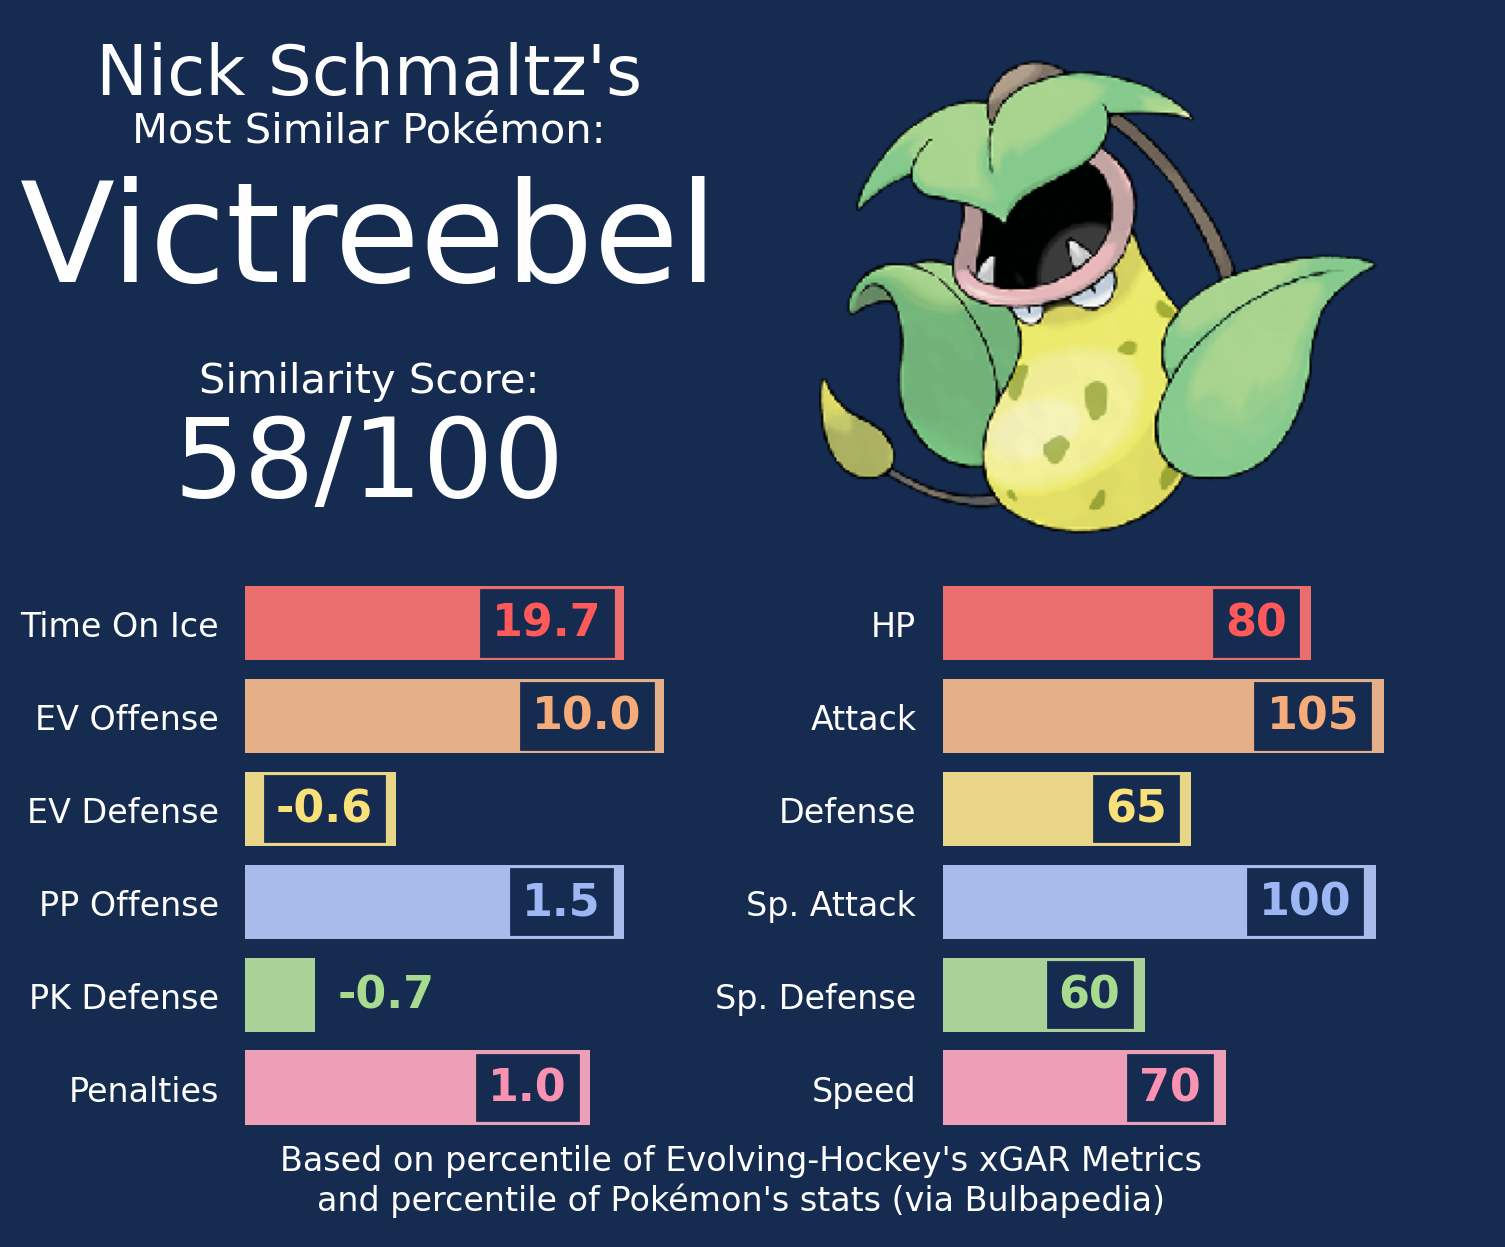 Nick Schmaltz's
Most Similar Pokémon:
Victreebel
Similarity Score:
58/100
Time On Ice 19.7
EV Offense 10.0
EV Defense -0.6
PP Offense 1.5
PK Defense -0.7
Penalties 1.0
HP 80
Attack 105
Defense 65
Sp. Attack 100
Sp. Defense 60
Speed 70
Based on percentile of Evolving-Hockey's xGAR Metrics
and percentile of Pokémon's stats (via Bulbapedia)